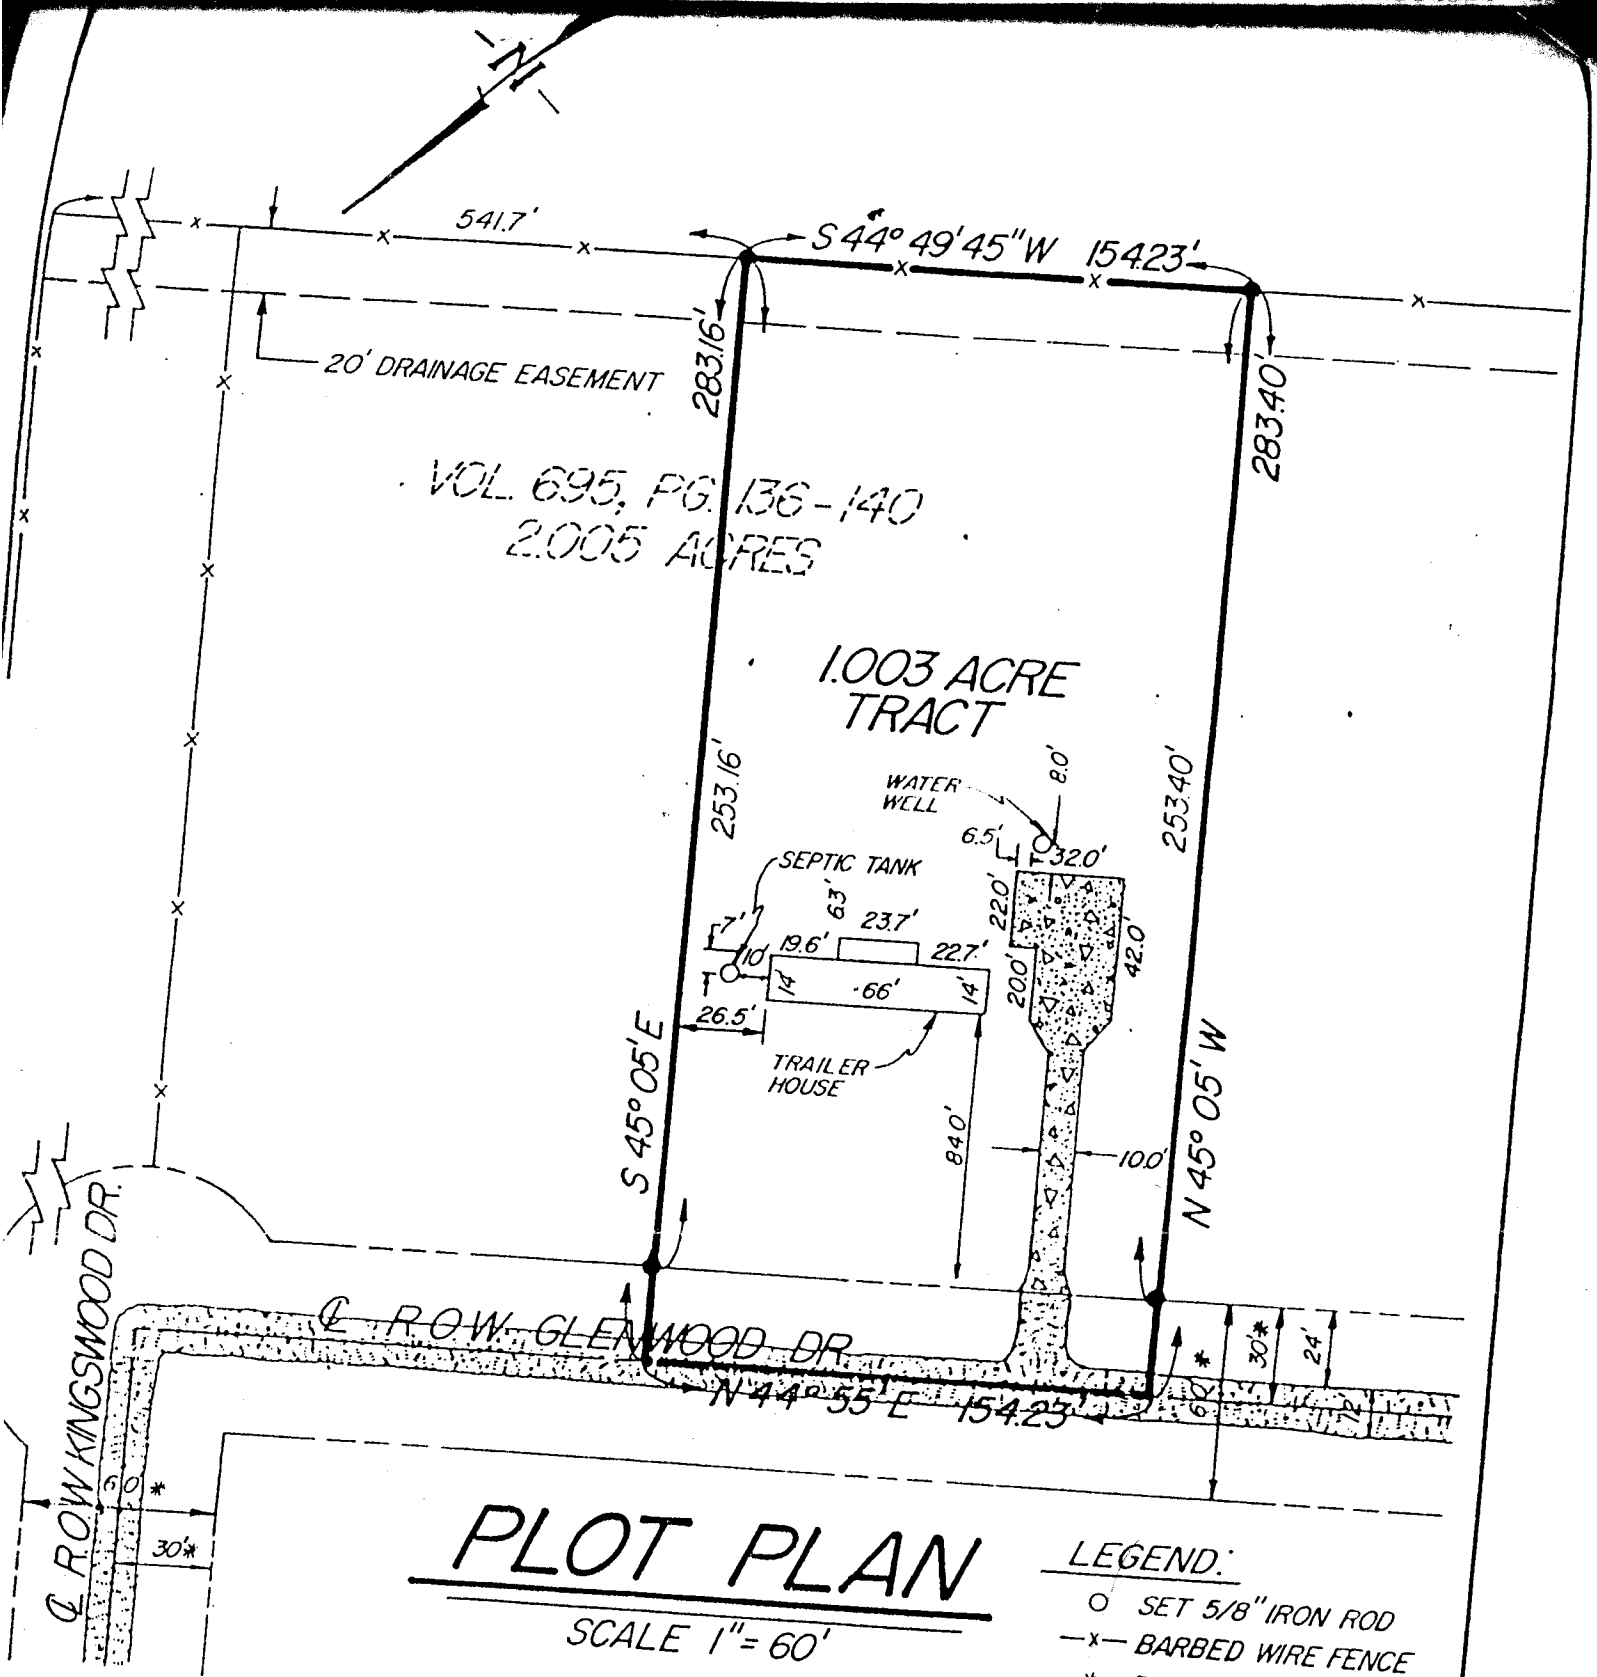 N
541.7'
S 44° 49' 45" W 154.23'
283.16'
283.40'
20' DRAINAGE EASEMENT
VOL. 695, PG. 136-140
2.005 ACRES
1.003 ACRE
TRACT
253.16'
253.40'
WATER
WELL
8.0'
6.5'
32.0'
SEPTIC TANK
6.3'
23.7'
22.0'
7'
10'
19.6'
22.7'
42.0'
14'
66'
14'
20.0'
26.5'
TRAILER
HOUSE
S 45° 05' E
N 45° 05' W
84.0'
10.0'
℄ R.O.W. KINGSWOOD DR.
℄ R.O.W. GLENWOOD DR.
N 44° 55' E 154.23'
60' *
30' *
24'
12'
60' *
30' *
PLOT PLAN
SCALE 1" = 60'
LEGEND:
O SET 5/8" IRON ROD
—x— BARBED WIRE FENCE
*